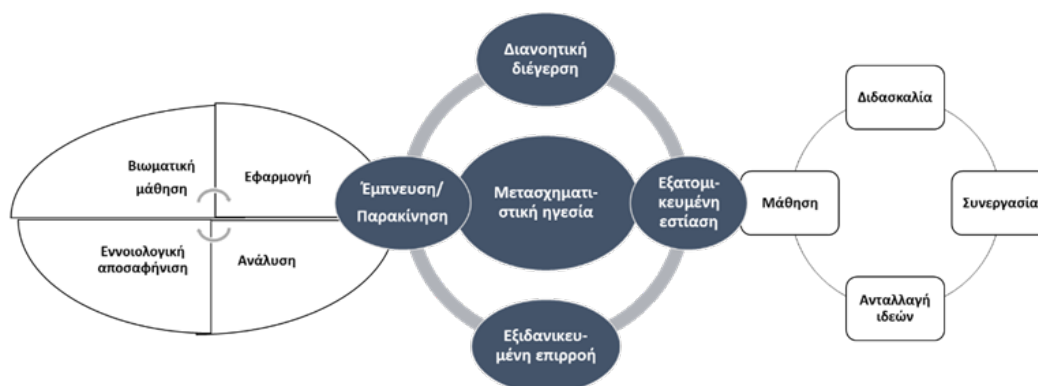 Βιωματική
μάθηση
Εφαρμογή
Εννοιολογική
αποσαφήνιση
Ανάλυση
Διανοητική
διέγερση
Έμπνευση/
Παρακίνηση
Μετασχηματι-
στική ηγεσία
Εξατομι-
κευμένη
εστίαση
Εξιδανικευ-
μένη επιρροή
Διδασκαλία
Μάθηση
Συνεργασία
Ανταλλαγή
ιδεών